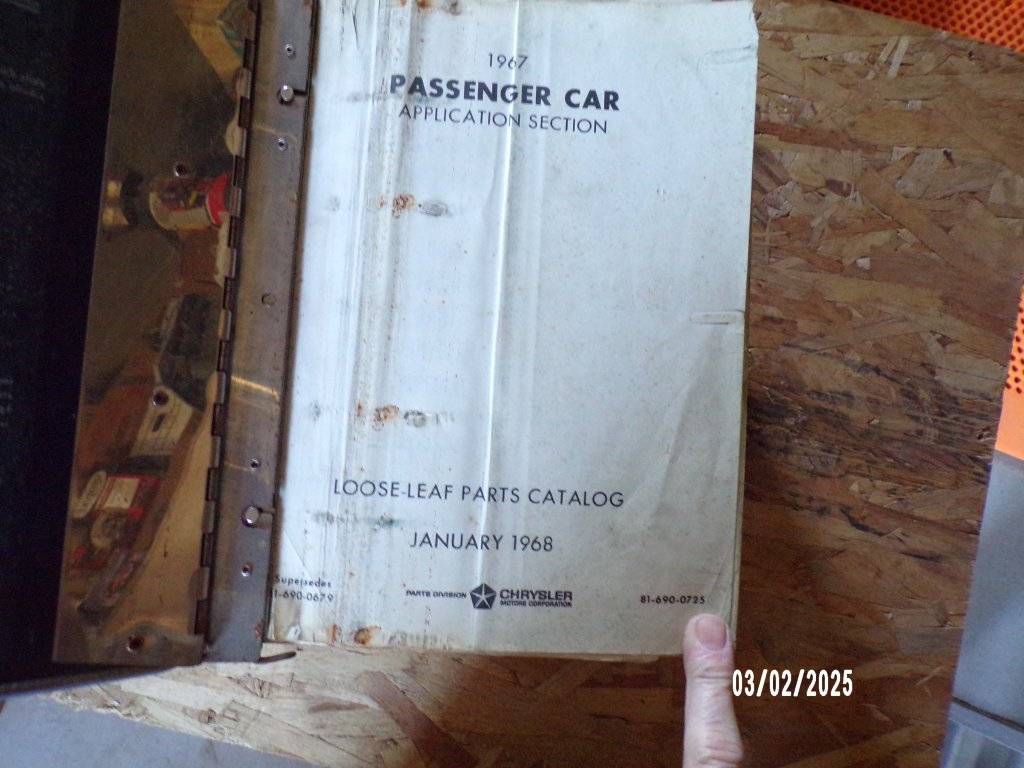 1967
PASSENGER CAR
APPLICATION SECTION
LOOSE-LEAF PARTS CATALOG
JANUARY 1968
Supersedes
1-690-0679
PARTS DIVISION CHRYSLER
MOTORS CORPORATION
81-690-0725
03/02/2025